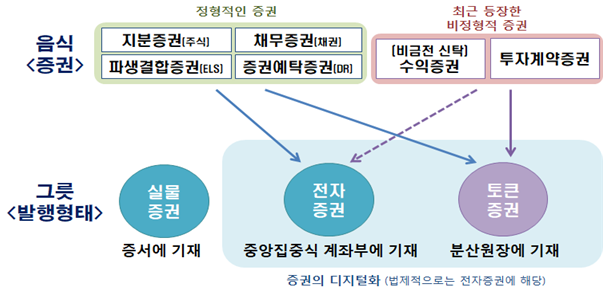 정형적인 증권
최근 등장한
비정형적 증권
음식
<증권>
지분증권[주식]
채무증권[채권]
파생결합증권[ELS]
증권예탁증권[DR]
[비금전 신탁]
수익증권
투자계약증권
그릇
<발행형태>
실물
증권
전자
증권
토큰
증권
증서에 기재
중앙집중식 계좌부에 기재
분산원장에 기재
증권의 디지털화 (법제적으로는 전자증권에 해당)